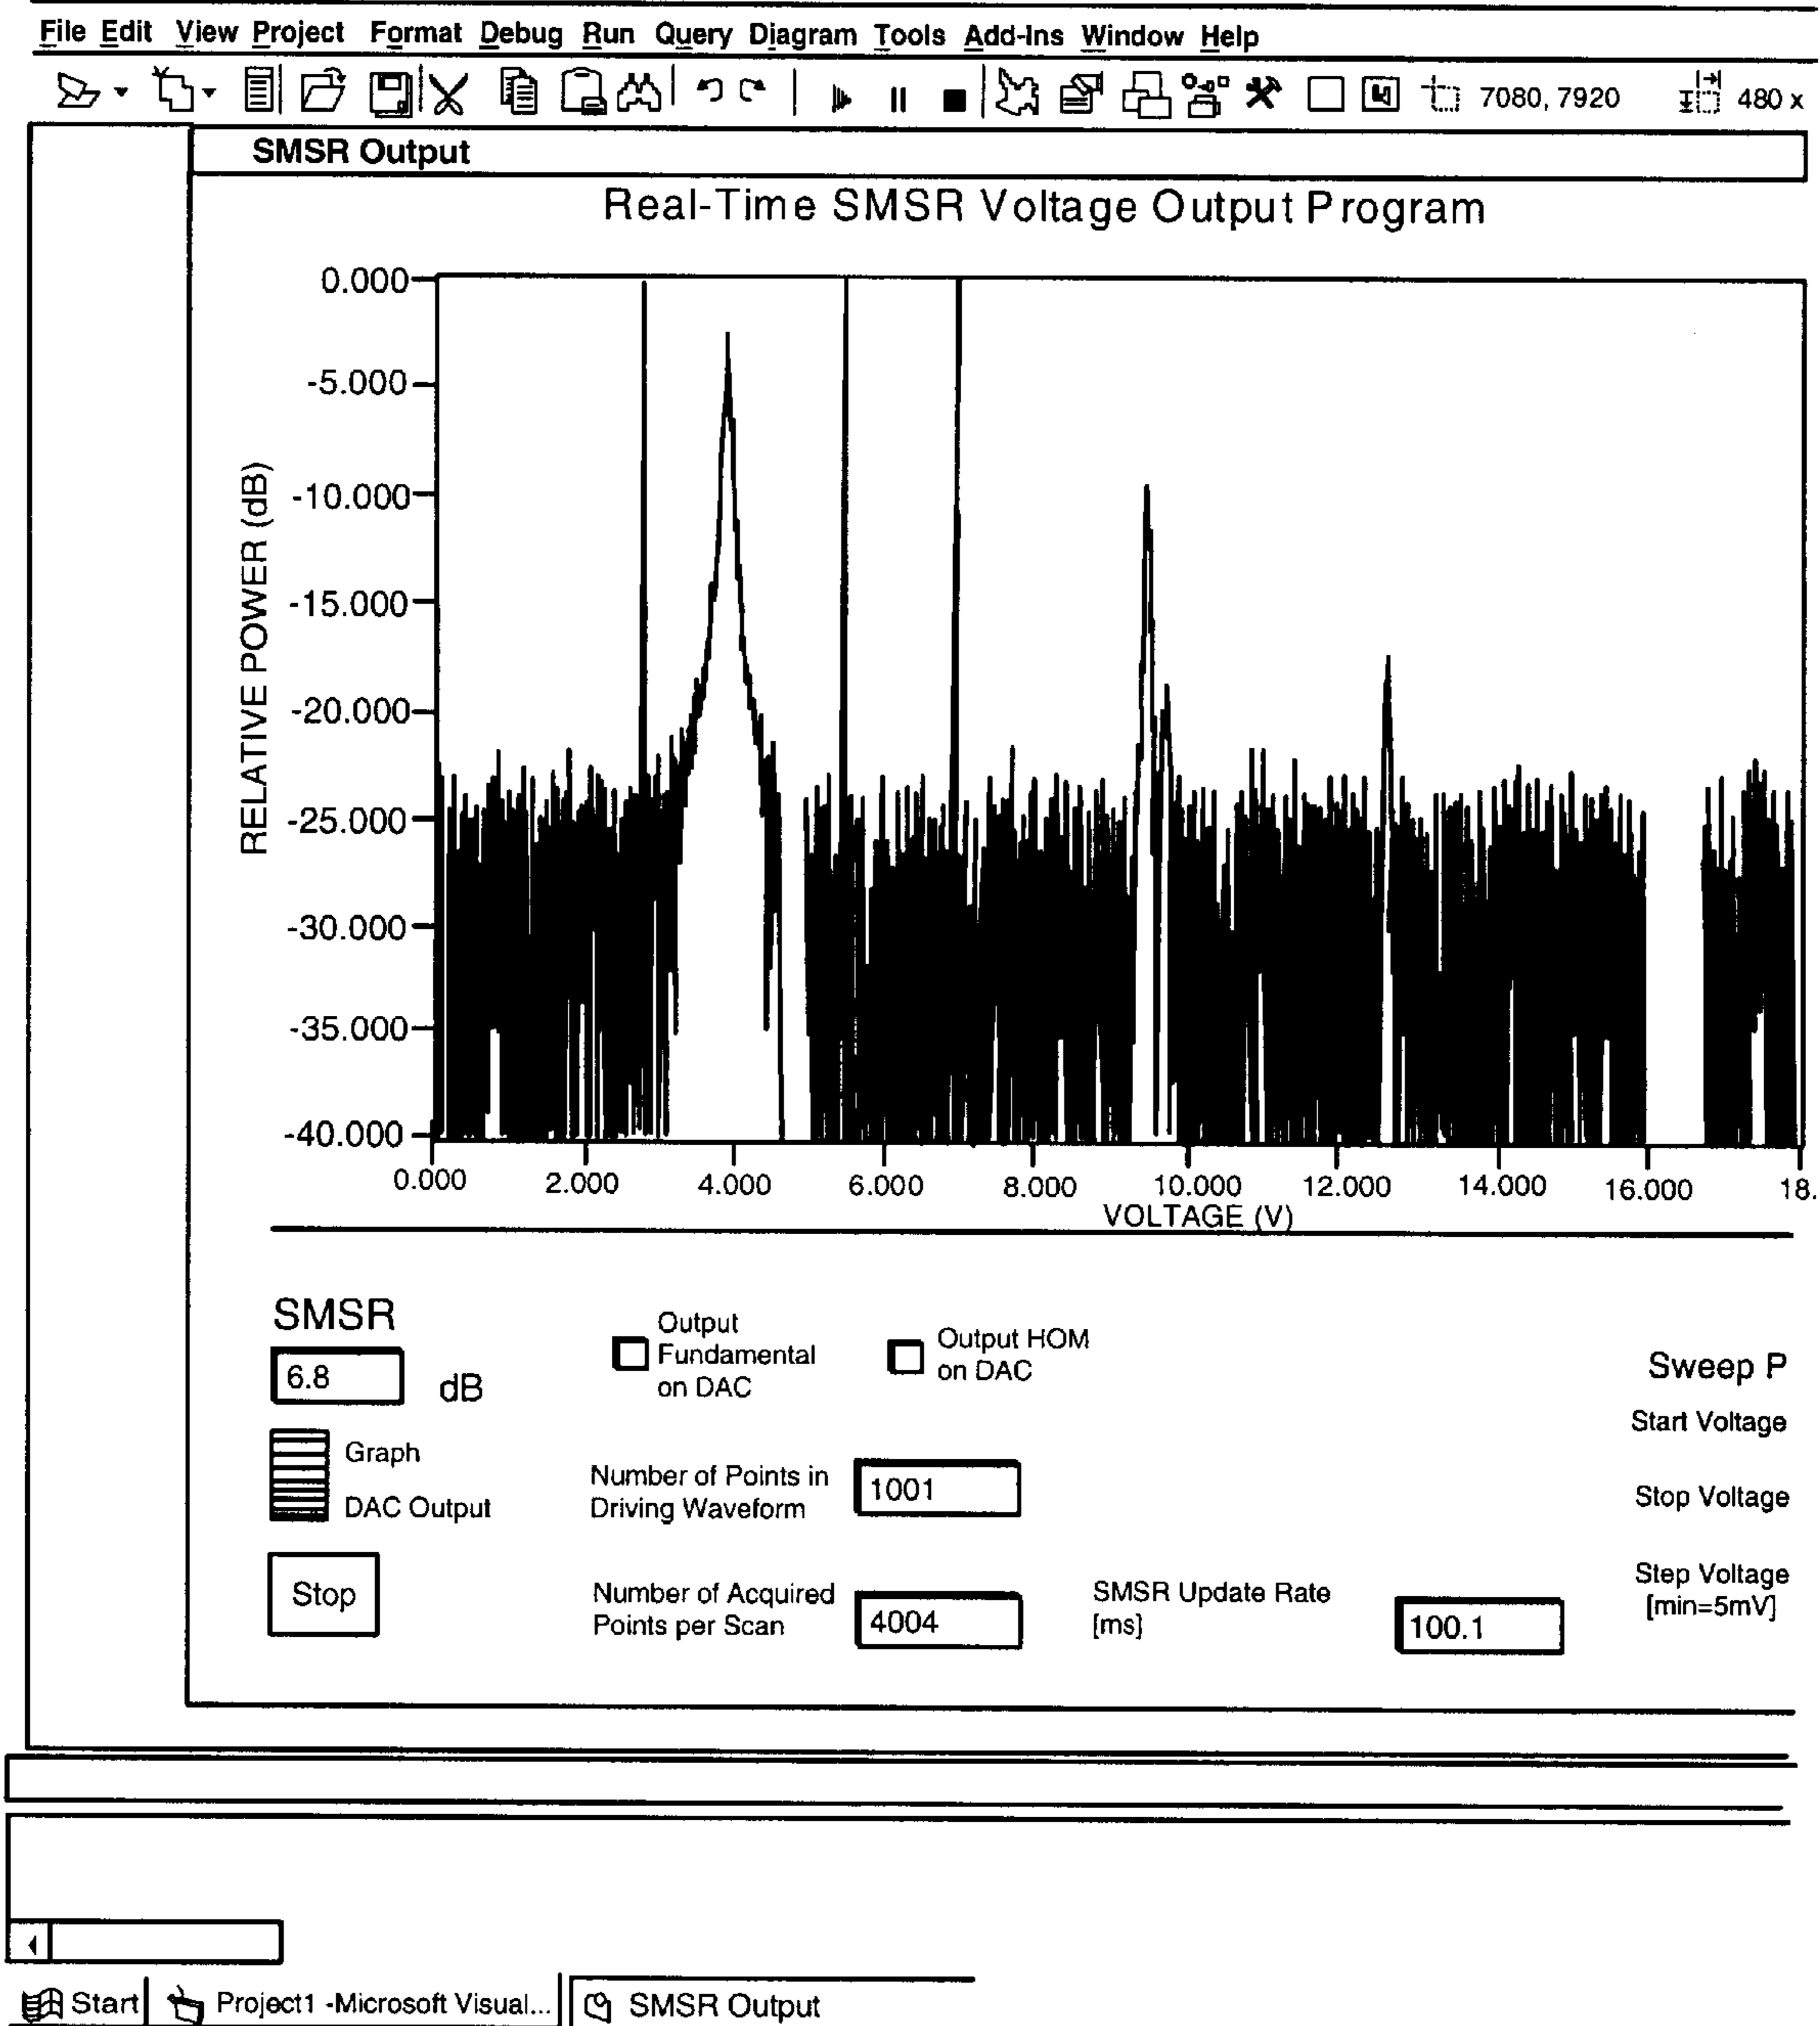 File Edit View Project Format Debug Run Query Diagram Tools Add-Ins Window Help
7080, 7920 480 x
SMSR Output
Real-Time SMSR Voltage Output Program
RELATIVE POWER (dB)
0.000
-5.000
-10.000
-15.000
-20.000
-25.000
-30.000
-35.000
-40.000
0.000 2.000 4.000 6.000 8.000 10.000 12.000 14.000 16.000 18.
VOLTAGE (V)
SMSR
6.8 dB
Graph
DAC Output
Stop
Output
Fundamental
on DAC
Output HOM
on DAC
Number of Points in
Driving Waveform
1001
Number of Acquired
Points per Scan
4004
SMSR Update Rate
[ms]
100.1
Sweep P
Start Voltage
Stop Voltage
Step Voltage
[min=5mV]
Start Project1 -Microsoft Visual... SMSR Output